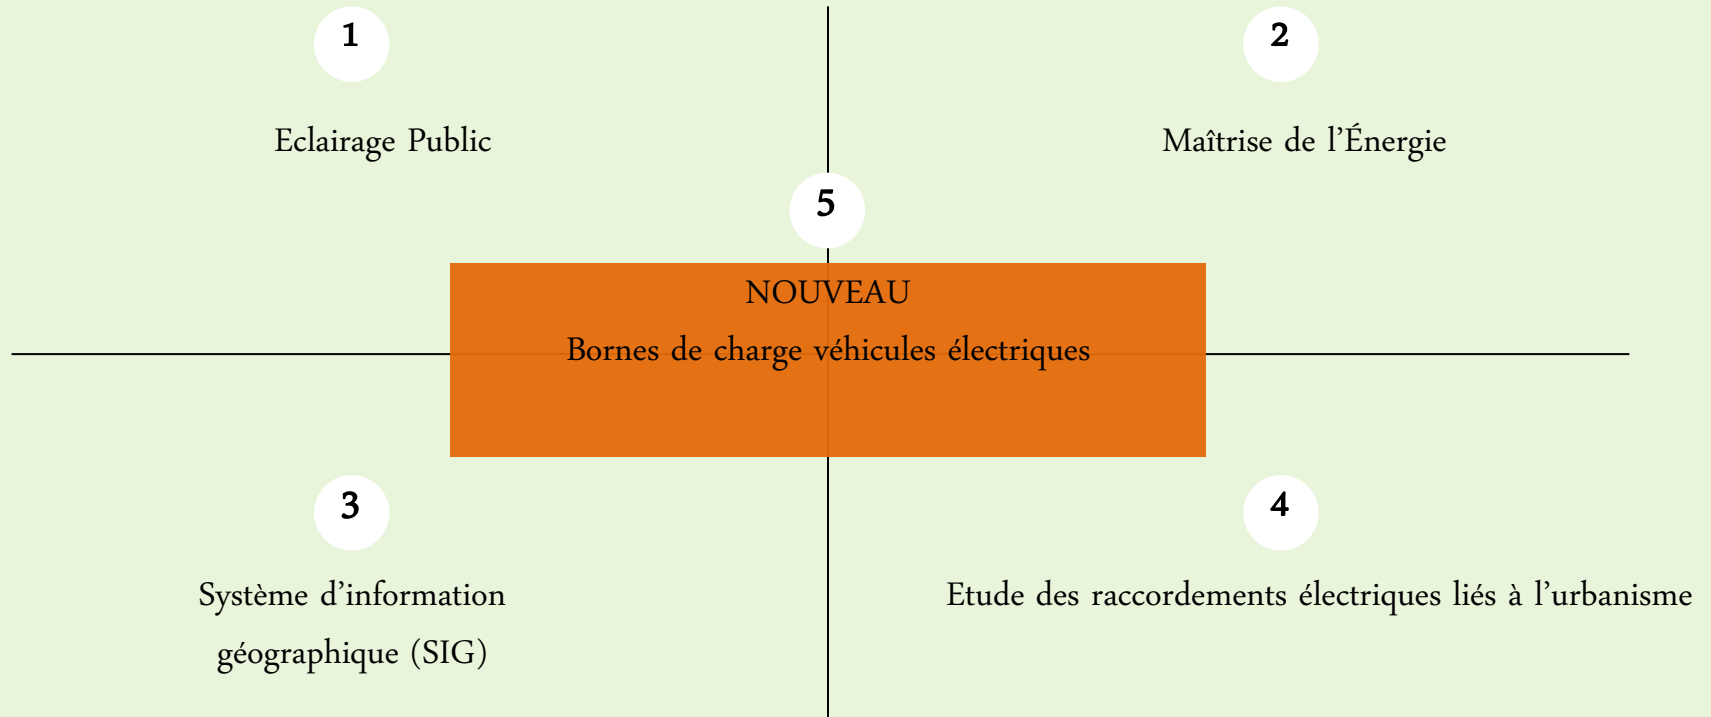 1
Eclairage Public
2
Maîtrise de l’Énergie
5
NOUVEAU
Bornes de charge véhicules électriques
3
Système d’information
géographique (SIG)
4
Etude des raccordements électriques liés à l’urbanisme